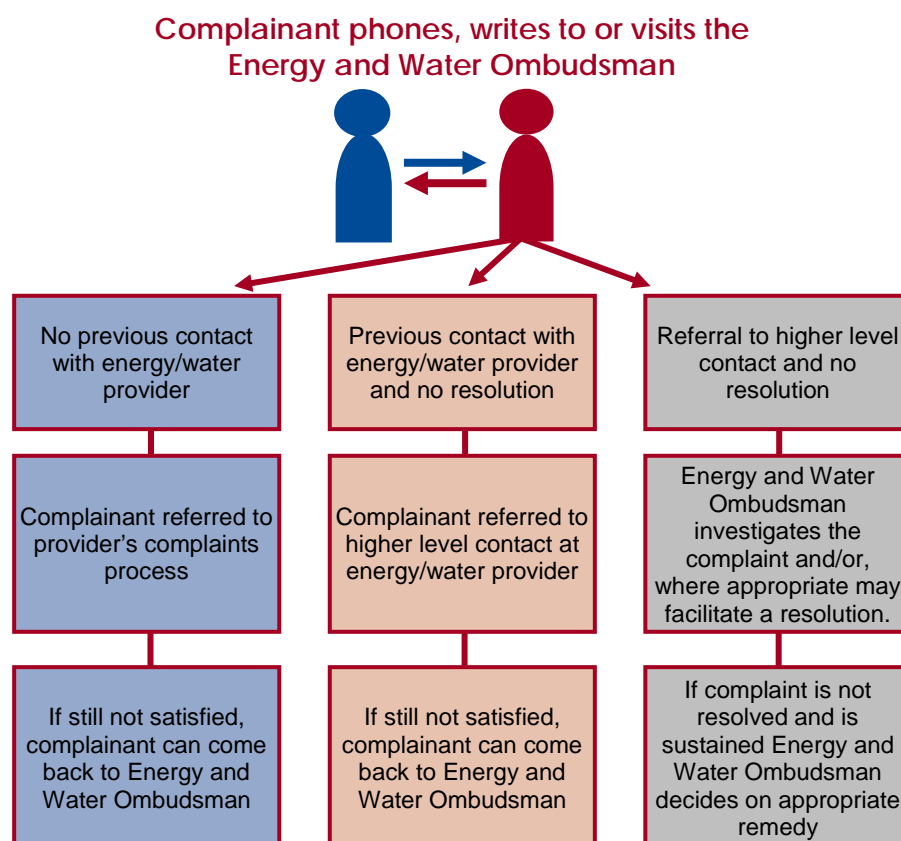 Complainant phones, writes to or visits the
Energy and Water Ombudsman
No previous contact
with energy/water
provider
Previous contact with
energy/water provider
and no resolution
Referral to higher level
contact and no
resolution
Complainant referred to
provider's complaints
process
Complainant referred to
higher level contact at
energy/water provider
Energy and Water
Ombudsman
investigates the
complaint and/or,
where appropriate may
facilitate a resolution.
If still not satisfied,
complainant can come
back to Energy and
Water Ombudsman
If still not satisfied,
complainant can come
back to Energy and
Water Ombudsman
If complaint is not
resolved and is
sustained Energy and
Water Ombudsman
decides on appropriate
remedy